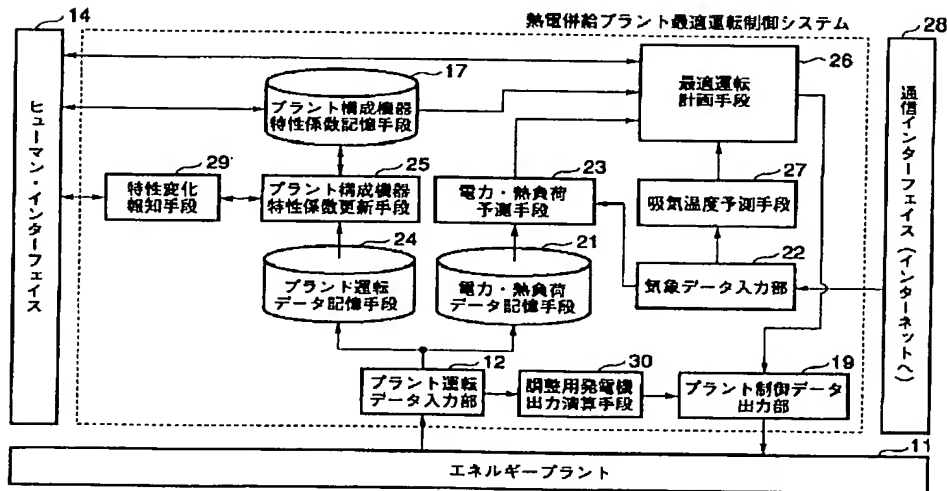 14
熱電併給プラント最適運転制御システム
28
17
26
プラント構成機器
特性係数記憶手段
最適運転
計画手段
ヒューマン・インターフェイス
通信インターフェイス(インターネットへ)
29
25
23
27
特性変化
報知手段
プラント構成機器
特性係数更新手段
電力・熱負荷
予測手段
吸気温度予測手段
24
21
22
プラント運転
データ記憶手段
電力・熱負荷
データ記憶手段
気象データ入力部
12
30
19
プラント運転
データ入力部
調整用発電機
出力演算手段
プラント制御データ
出力部
11
エネルギープラント